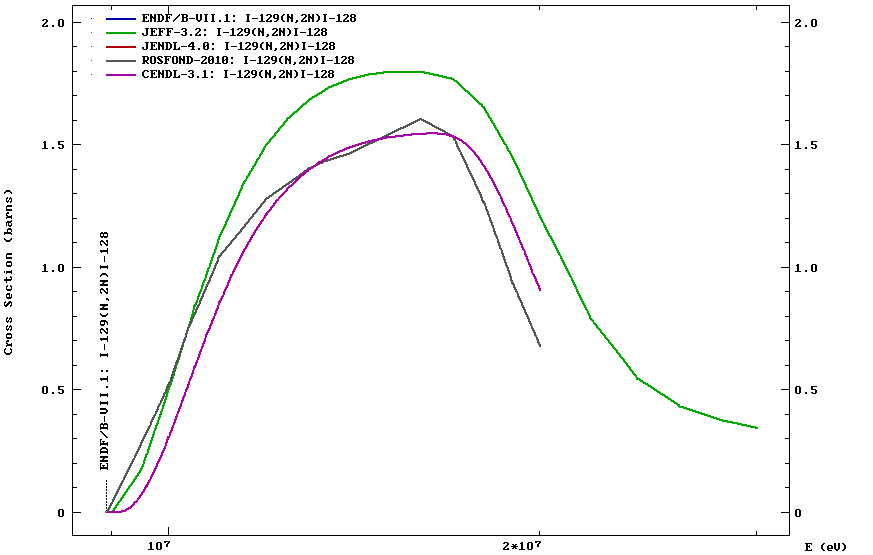 ENDF/B-VII.1: I-129(N,2N)I-128
JEFF-3.2: I-129(N,2N)I-128
JENDL-4.0: I-129(N,2N)I-128
ROSFOND-2010: I-129(N,2N)I-128
CENDL-3.1: I-129(N,2N)I-128
2.0 2.0
1.5 1.5
1.0 1.0
0.5 0.5
0 0
Cross Section (barns)
ENDF/B-VII.1: I-129(N,2N)I-128
10⁷ 2*10⁷ E (eV)